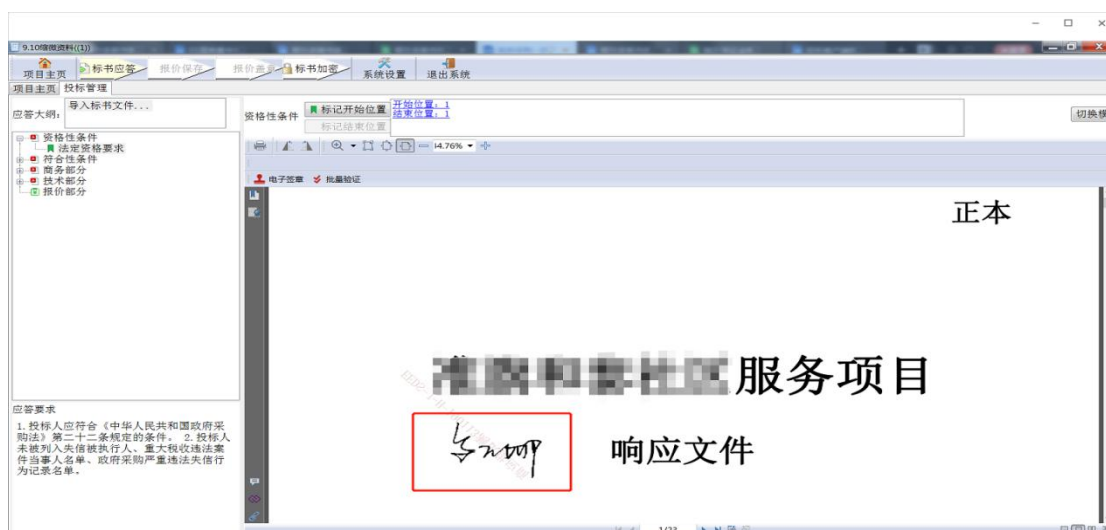 9.10缩微资料((1))
项目主页 标书应答 报价保存 报价盖章 标书加密 系统设置 退出系统
项目主页 投标管理
应答大纲: 导入标书文件...
资格性条件
法定资格要求
符合性条件
商务部分
技术部分
报价部分
应答要求
1. 投标人应符合《中华人民共和国政府采
购法》第二十二条规定的条件。 2. 投标人
未被列入失信被执行人、重大税收违法案
件当事人名单、政府采购严重违法失信行
为记录名单。
资格性条件 标记开始位置 开始位置: 1
标记结束位置 结束位置: 1
切换模
14.76%
电子签章 批量验证
正本
服务项目
响应文件
1/23